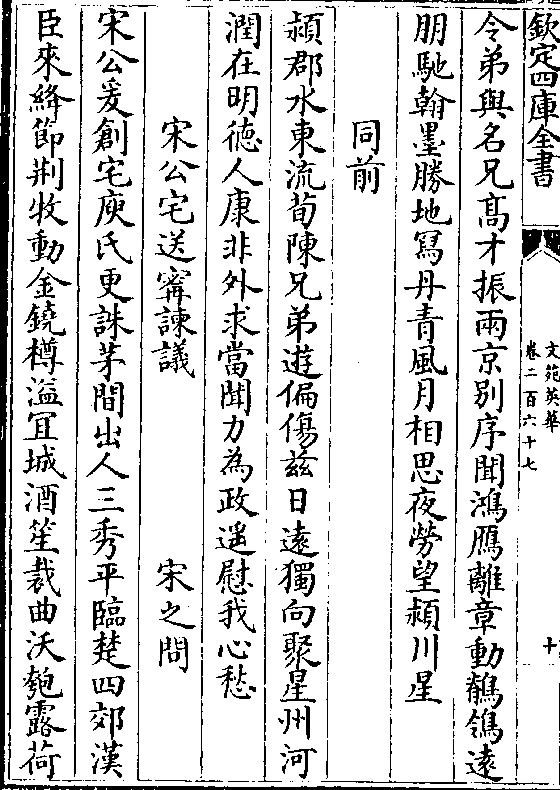 欽定四庫全書
文苑英華
卷二百六十七
十
令弟與名兄髙才振兩京别序聞鴻鴈離章動鶺鴒遠
朋馳翰墨勝地冩丹青風月相思夜勞望潁川星
同前
潁郡水東流荀陳兄弟遊偏傷兹日逺獨向聚星州河
潤在明徳人康非外求當聞力為政遥慰我心愁
宋公宅送寗諫議
宋之問
宋公爰創宅庾氏更誅茅間出人三秀平臨楚四郊漢
臣來絳節荆牧動金鐃樽溢宜城酒笙裁曲沃匏露荷